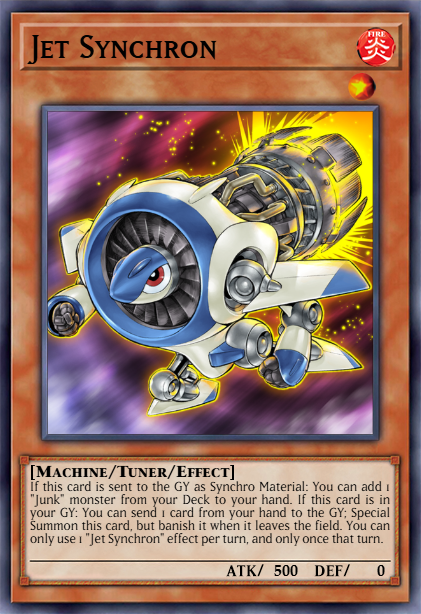 Jet Synchron
FIRE
炎
[Machine/Tuner/Effect]
If this card is sent to the GY as Synchro Material: You can add 1
"Junk" monster from your Deck to your hand. If this card is in
your GY: You can send 1 card from your hand to the GY; Special
Summon this card, but banish it when it leaves the field. You can
only use 1 "Jet Synchron" effect per turn, and only once that turn.
ATK/ 500 DEF/ 0